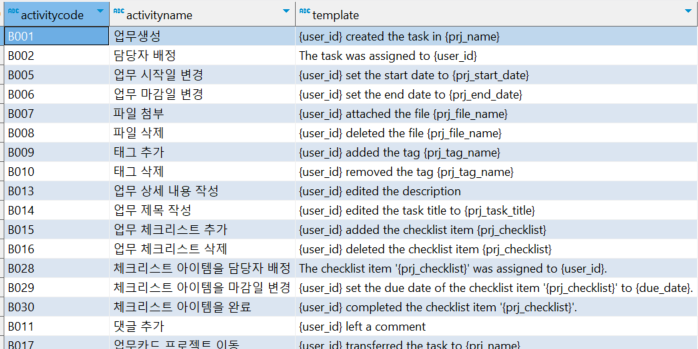 activitycode activityname template
B001 업무생성 {user_id} created the task in {prj_name}
B002 담당자 배정 The task was assigned to {user_id}
B005 업무 시작일 변경 {user_id} set the start date to {prj_start_date}
B006 업무 마감일 변경 {user_id} set the end date to {prj_end_date}
B007 파일 첨부 {user_id} attached the file {prj_file_name}
B008 파일 삭제 {user_id} deleted the file {prj_file_name}
B009 태그 추가 {user_id} added the tag {prj_tag_name}
B010 태그 삭제 {user_id} removed the tag {prj_tag_name}
B013 업무 상세 내용 작성 {user_id} edited the description
B014 업무 제목 작성 {user_id} edited the task title to {prj_task_title}
B015 업무 체크리스트 추가 {user_id} added the checklist item {prj_checklist}
B016 업무 체크리스트 삭제 {user_id} deleted the checklist item {prj_checklist}
B028 체크리스트 아이템을 담당자 배정 The checklist item '{prj_checklist}' was assigned to {user_id}.
B029 체크리스트 아이템을 마감일 변경 {user_id} set the due date of the checklist item '{prj_checklist}' to {due_date}.
B030 체크리스트 아이템을 완료 {user_id} completed the checklist item '{prj_checklist}'.
B011 댓글 추가 {user_id} left a comment
B017 업무카드 프로젝트 이동 {user_id} transferred the task to {prj_name}